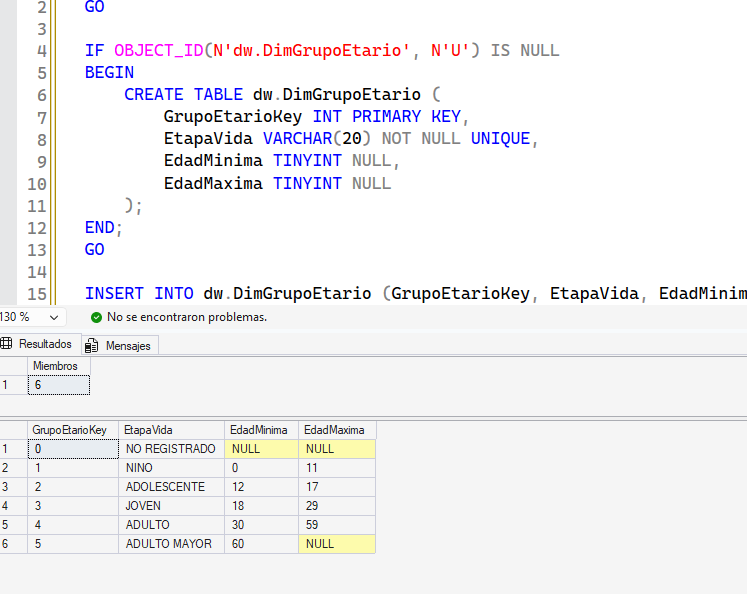 2 GO
3
4 IF OBJECT_ID(N'dw.DimGrupoEtario', N'U') IS NULL
5 BEGIN
6 CREATE TABLE dw.DimGrupoEtario (
7 GrupoEtarioKey INT PRIMARY KEY,
8 EtapaVida VARCHAR(20) NOT NULL UNIQUE,
9 EdadMinima TINYINT NULL,
10 EdadMaxima TINYINT NULL
11 );
12 END;
13 GO
14
15 INSERT INTO dw.DimGrupoEtario (GrupoEtarioKey, EtapaVida, EdadMinim
130 % No se encontraron problemas.
Resultados Mensajes
Miembros
1 6
GrupoEtarioKey EtapaVida EdadMinima EdadMaxima
1 0 NO REGISTRADO NULL NULL
2 1 NINO 0 11
3 2 ADOLESCENTE 12 17
4 3 JOVEN 18 29
5 4 ADULTO 30 59
6 5 ADULTO MAYOR 60 NULL